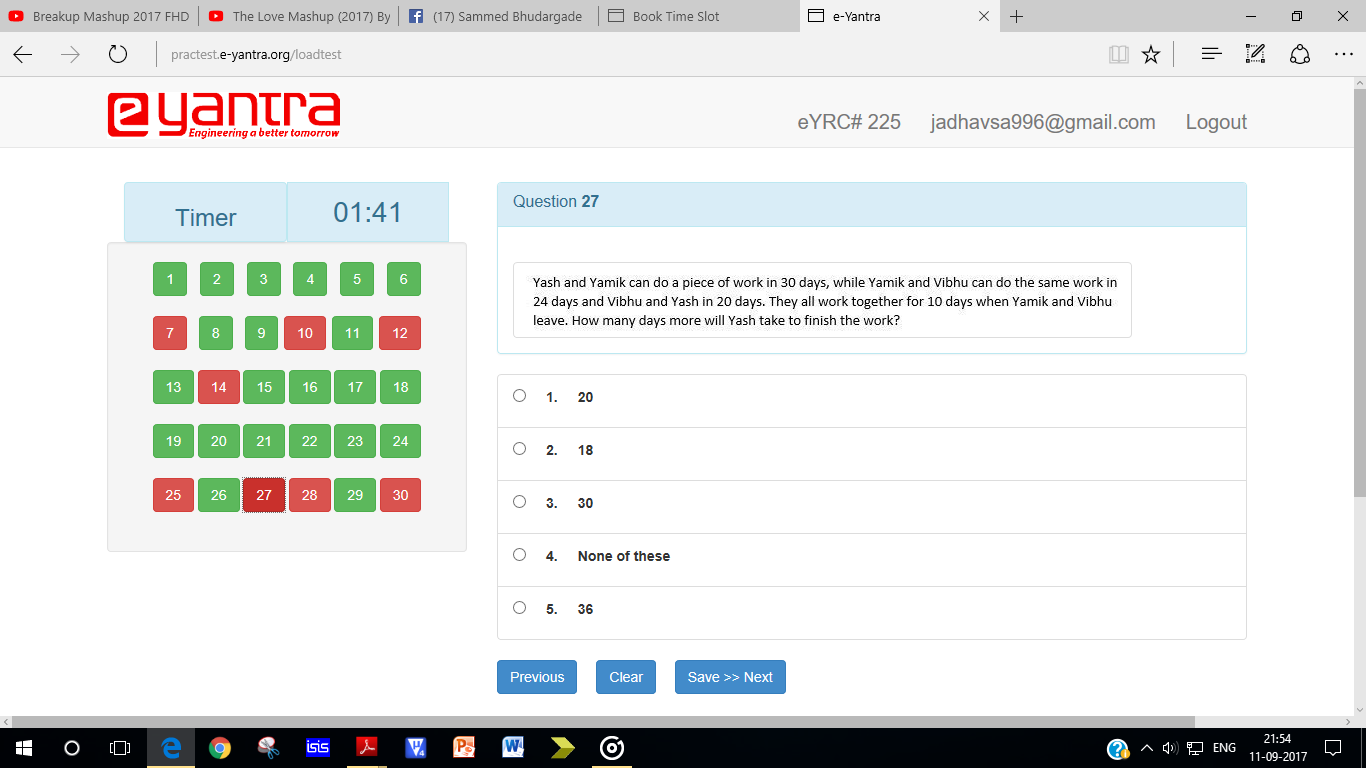 Breakup Mashup 2017 FHD
The Love Mashup (2017) By
(17) Sammed Bhudargade
Book Time Slot
e-Yantra
practest.e-yantra.org/loadtest
e yantra
Engineering a better tomorrow
eYRC# 225 jadhavsa996@gmail.com Logout
Timer 01:41
1 2 3 4 5 6
7 8 9 10 11 12
13 14 15 16 17 18
19 20 21 22 23 24
25 26 27 28 29 30
Question 27
Yash and Yamik can do a piece of work in 30 days, while Yamik and Vibhu can do the same work in
24 days and Vibhu and Yash in 20 days. They all work together for 10 days when Yamik and Vibhu
leave. How many days more will Yash take to finish the work?
1. 20
2. 18
3. 30
4. None of these
5. 36
Previous Clear Save >> Next
isis
ENG
21:54
11-09-2017